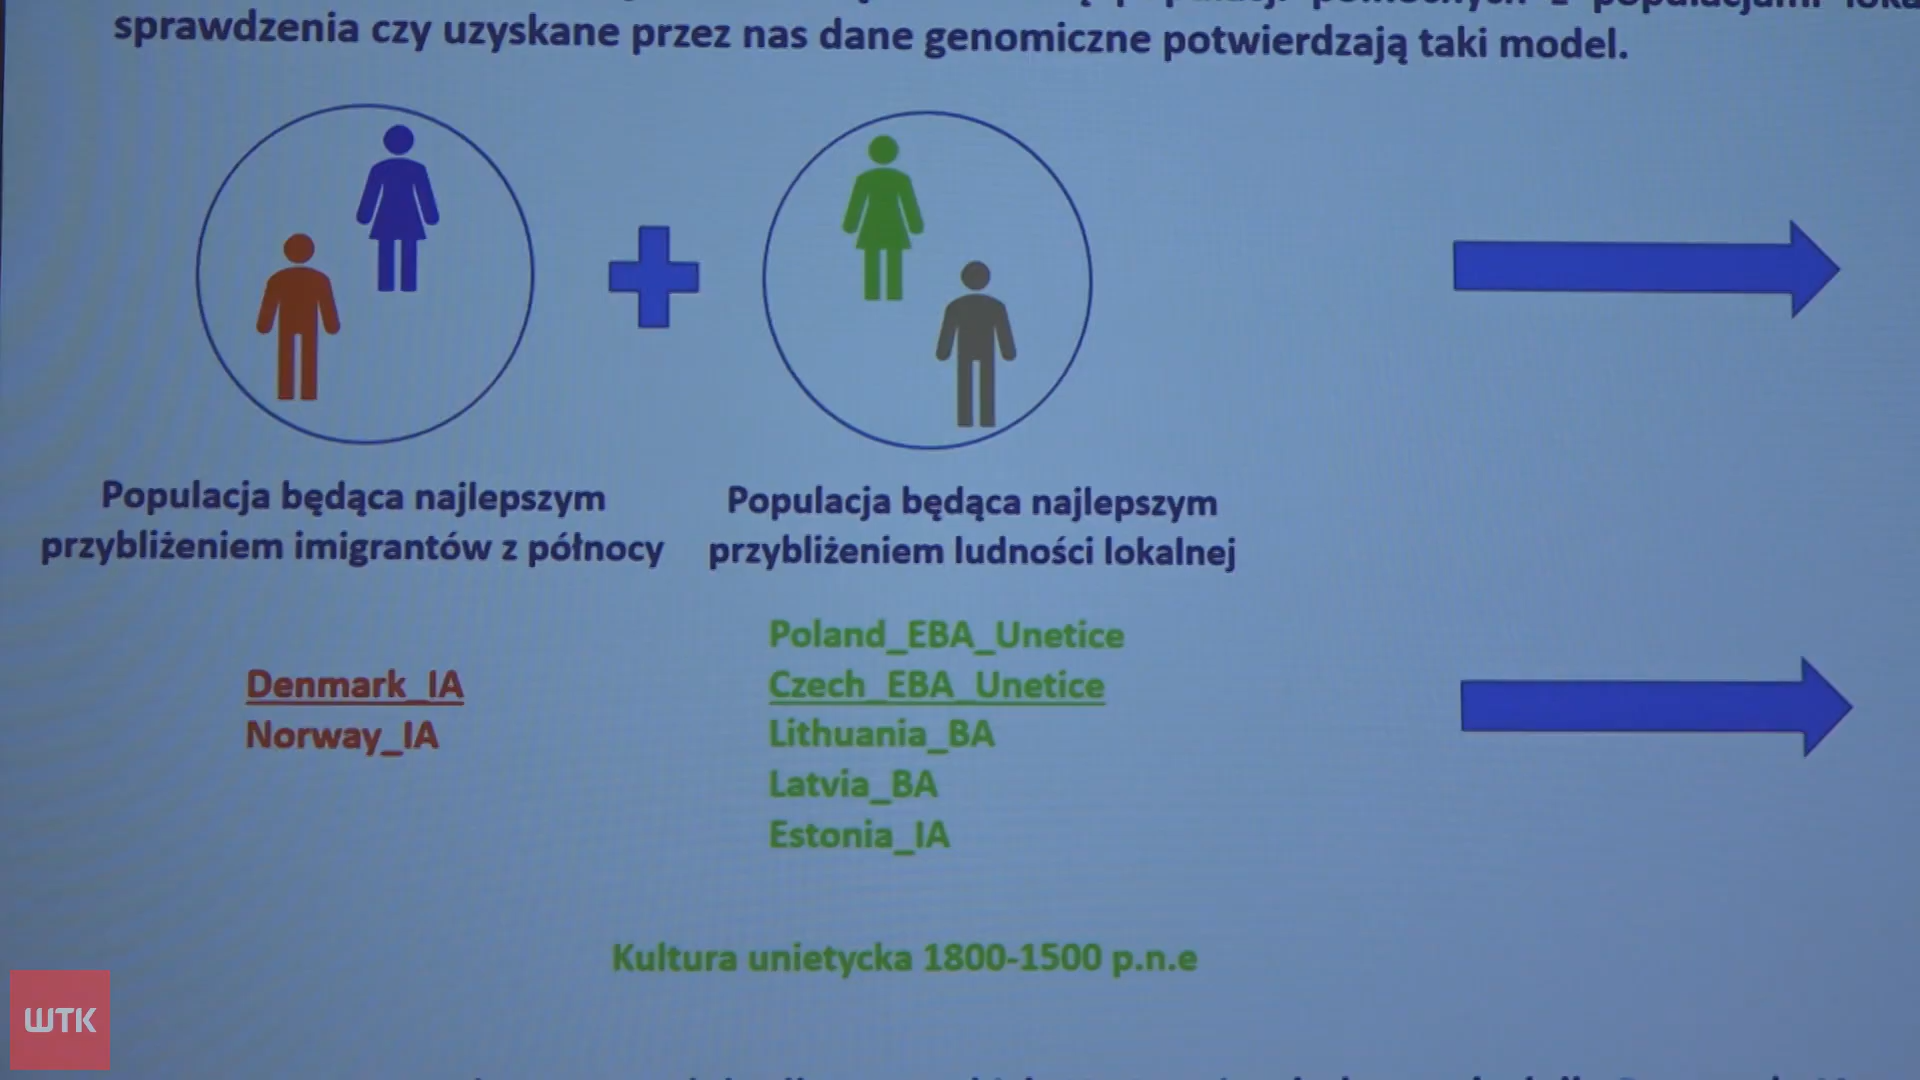 sprawdzenia czy uzyskane przez nas dane genomiczne potwierdzają taki model.
Populacja będąca najlepszym
przybliżeniem imigrantów z północy
Populacja będąca najlepszym
przybliżeniem ludności lokalnej
Denmark_IA
Norway_IA
Poland_EBA_Unetice
Czech_EBA_Unetice
Lithuania_BA
Latvia_BA
Estonia_IA
Kultura unietycka 1800-1500 p.n.e
WTK